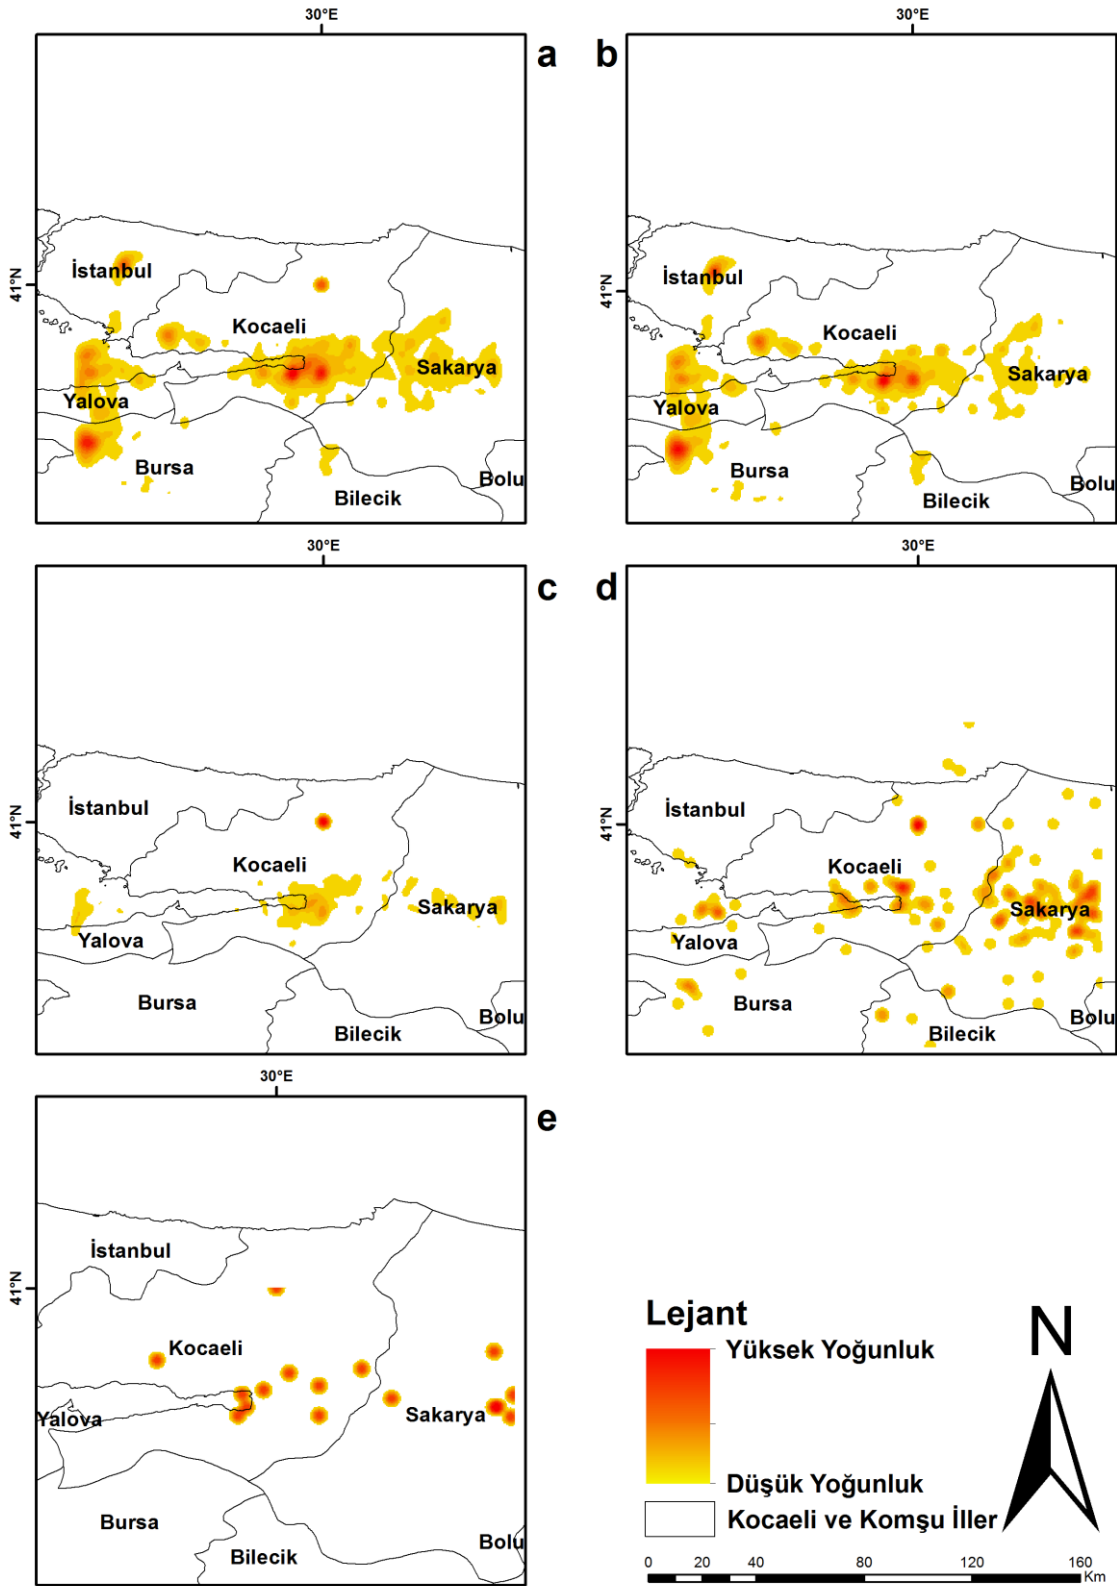 30°E
a
41°N
İstanbul
Kocaeli
Sakarya
Yalova
Bursa
Bilecik
Bolu
30°E
b
41°N
İstanbul
Kocaeli
Sakarya
Yalova
Bursa
Bilecik
Bolu
30°E
c
41°N
İstanbul
Kocaeli
Sakarya
Yalova
Bursa
Bilecik
Bolu
30°E
d
41°N
İstanbul
Kocaeli
Sakarya
Yalova
Bursa
Bilecik
Bolu
30°E
e
41°N
İstanbul
Kocaeli
Yalova
Sakarya
Bursa
Bilecik
Bolu
Lejant
Yüksek Yoğunluk
Düşük Yoğunluk
Kocaeli ve Komşu İller
N
0 20 40 80 120 160
Km